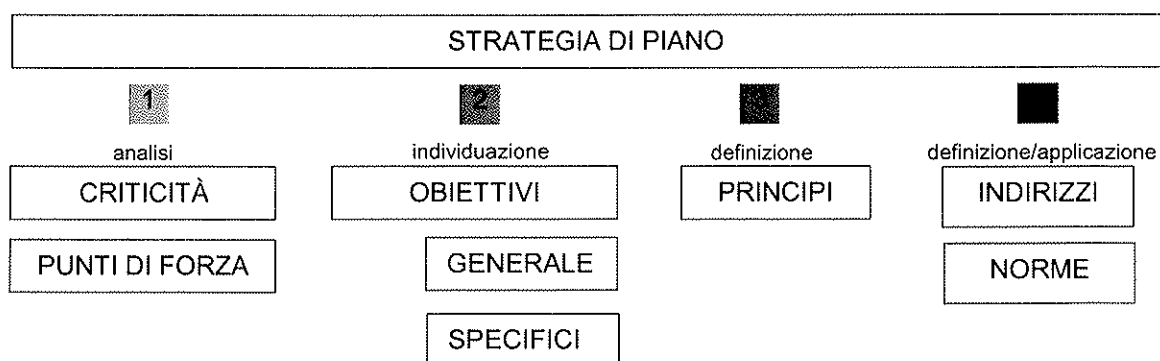 STRATEGIA DI PIANO
1
2
3
analisi
individuazione
definizione
definizione/applicazione
CRITICITÀ
OBIETTIVI
PRINCIPI
INDIRIZZI
PUNTI DI FORZA
GENERALE
NORME
SPECIFICI